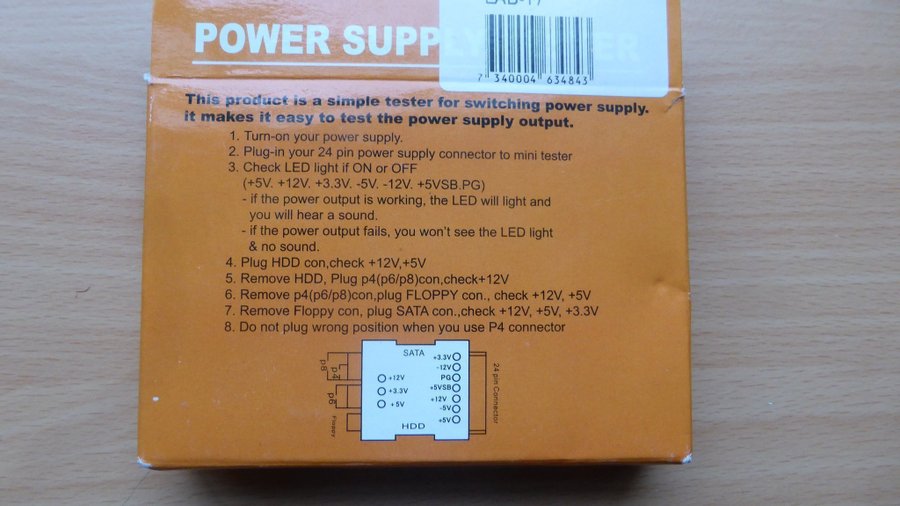 POWER SUPPLY
7 340004 634843
This product is a simple tester for switching power supply.
it makes it easy to test the power supply output.
1. Turn-on your power supply.
2. Plug-in your 24 pin power supply connector to mini tester
3. Check LED light if ON or OFF
(+5V. +12V. +3.3V. -5V. -12V. +5VSB.PG)
- if the power output is working, the LED will light and
you will hear a sound.
- if the power output fails, you won't see the LED light
& no sound.
4. Plug HDD con,check +12V,+5V
5. Remove HDD, Plug p4(p6/p8)con,check+12V
6. Remove p4(p6/p8)con,plug FLOPPY con., check +12V, +5V
7. Remove Floppy con, plug SATA con.,check +12V, +5V, +3.3V
8. Do not plug wrong position when you use P4 connector
SATA
+3.3V
-12V
PG
+5VSB
+12V
-5V
+5V
+12V
+3.3V
+5V
HDD
p8
p4
p6
Floppy
24 pin Connector